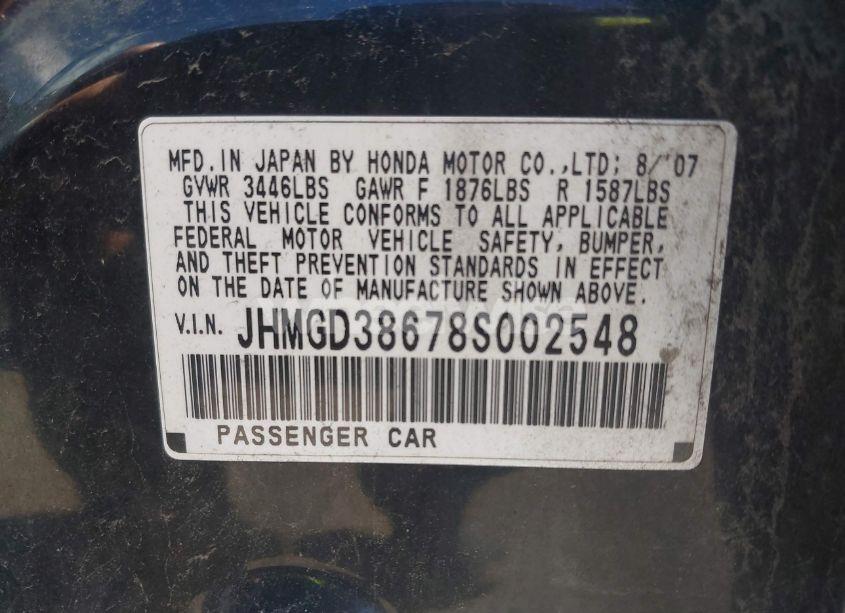 MFD. IN JAPAN BY HONDA MOTOR CO.,LTD; 8/'07
GVWR 3446LBS GAWR F 1876LBS R 1587LBS
THIS VEHICLE CONFORMS TO ALL APPLICABLE
FEDERAL MOTOR VEHICLE SAFETY, BUMPER,
AND THEFT PREVENTION STANDARDS IN EFFECT
ON THE DATE OF MANUFACTURE SHOWN ABOVE.
V.I.N. JHMGD38678S002548
PASSENGER CAR